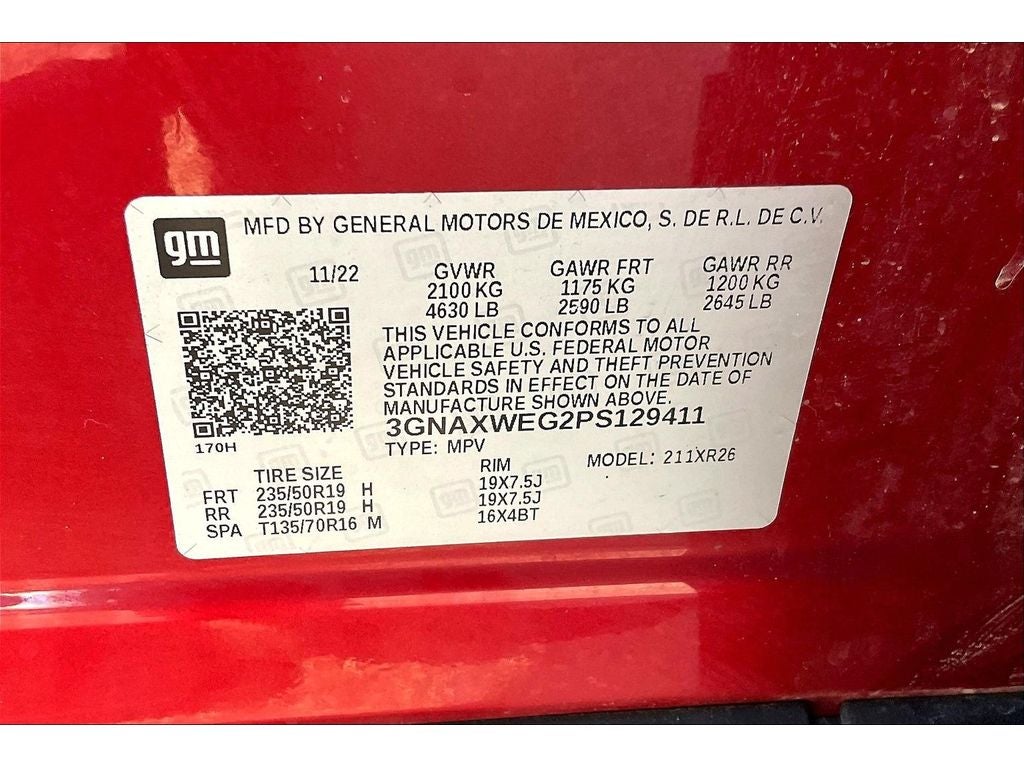 gm MFD BY GENERAL MOTORS DE MEXICO, S. DE R.L. DE C.V.
11/22 GVWR GAWR FRT GAWR RR
2100 KG 1175 KG 1200 KG
4630 LB 2590 LB 2645 LB
THIS VEHICLE CONFORMS TO ALL
APPLICABLE U.S. FEDERAL MOTOR
VEHICLE SAFETY AND THEFT PREVENTION
STANDARDS IN EFFECT ON THE DATE OF
MANUFACTURE SHOWN ABOVE.
3GNAXWEG2PS129411
170H TYPE: MPV MODEL: 211XR26
TIRE SIZE RIM
FRT 235/50R19 H 19X7.5J
RR 235/50R19 H 19X7.5J
SPA T135/70R16 M 16X4BT